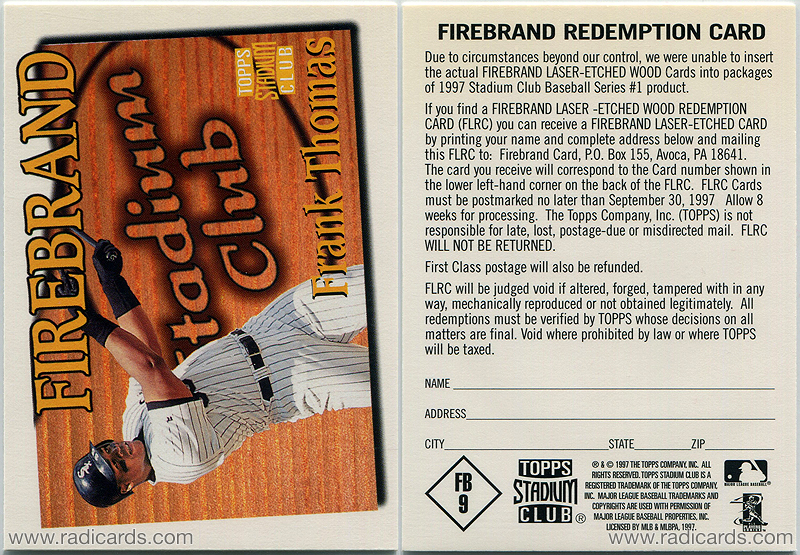 FIREBRAND
Stadium
Club
TOPPS
STADIUM
CLUB
Frank Thomas
www.radicards.com
FIREBRAND REDEMPTION CARD
Due to circumstances beyond our control, we were unable to insert
the actual FIREBRAND LASER-ETCHED WOOD Cards into packages
of 1997 Stadium Club Baseball Series #1 product.
If you find a FIREBRAND LASER -ETCHED WOOD REDEMPTION
CARD (FLRC) you can receive a FIREBRAND LASER-ETCHED CARD
by printing your name and complete address below and mailing
this FLRC to: Firebrand Card, P.O. Box 155, Avoca, PA 18641.
The card you receive will correspond to the Card number shown in
the lower left-hand corner on the back of the FLRC. FLRC Cards
must be postmarked no later than September 30, 1997 Allow 8
weeks for processing. The Topps Company, Inc. (TOPPS) is not
responsible for late, lost, postage-due or misdirected mail. FLRC
WILL NOT BE RETURNED.
First Class postage will also be refunded.
FLRC will be judged void if altered, forged, tampered with in any
way, mechanically reproduced or not obtained legitimately. All
redemptions must be verified by TOPPS whose decisions on all
matters are final. Void where prohibited by law or where TOPPS
will be taxed.
NAME
ADDRESS
CITY STATE ZIP
FB
9
TOPPS
STADIUM
CLUB®
® & © 1997 THE TOPPS COMPANY, INC. ALL
RIGHTS RESERVED. TOPPS STADIUM CLUB IS A
REGISTERED TRADEMARK OF THE TOPPS COMPANY,
INC. MAJOR LEAGUE BASEBALL TRADEMARKS AND
COPYRIGHTS ARE USED WITH PERMISSION OF
MAJOR LEAGUE BASEBALL PROPERTIES, INC.
LICENSED BY MLB & MLBPA, 1997.
MAJOR LEAGUE BASEBALL
www.radicards.com